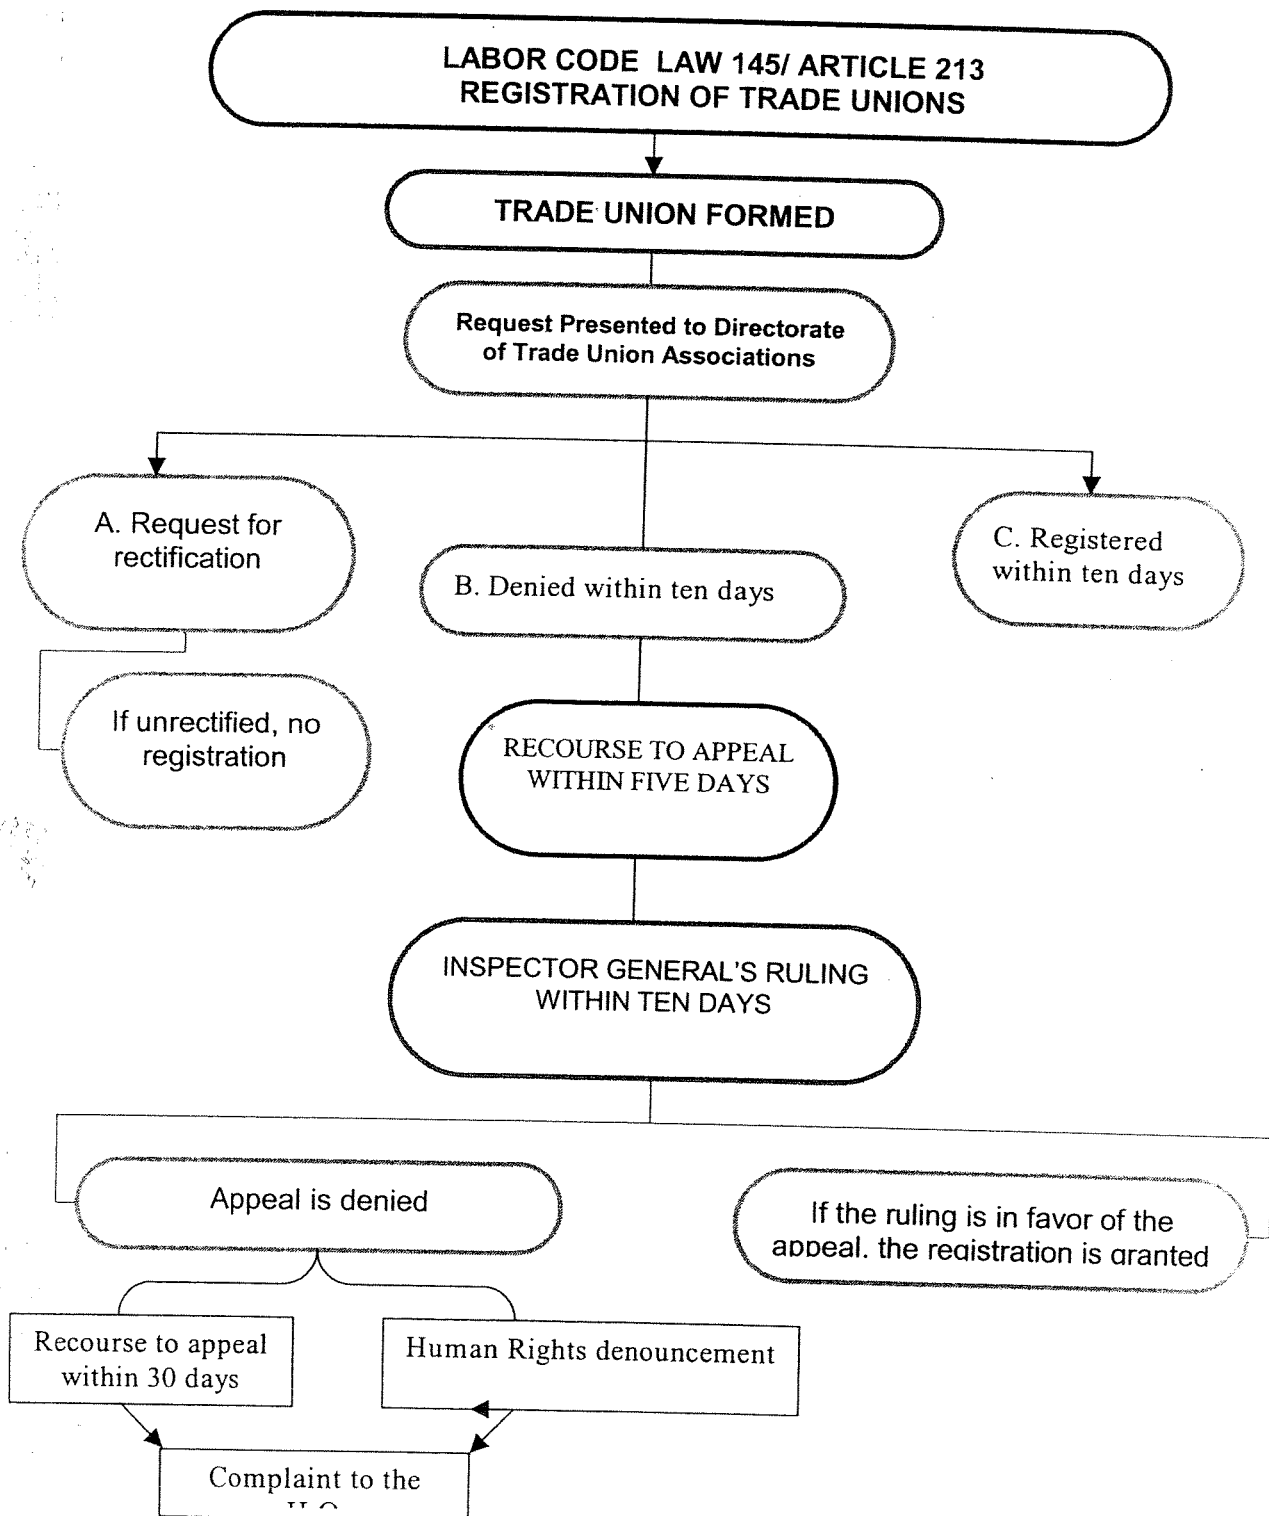 LABOR CODE LAW 145/ ARTICLE 213
REGISTRATION OF TRADE UNIONS
TRADE UNION FORMED
Request Presented to Directorate
of Trade Union Associations
A. Request for
rectification
B. Denied within ten days
C. Registered
within ten days
If unrectified, no
registration
RECOURSE TO APPEAL
WITHIN FIVE DAYS
INSPECTOR GENERAL'S RULING
WITHIN TEN DAYS
Appeal is denied
If the ruling is in favor of the
appeal, the registration is granted
Recourse to appeal
within 30 days
Human Rights denouncement
Complaint to the